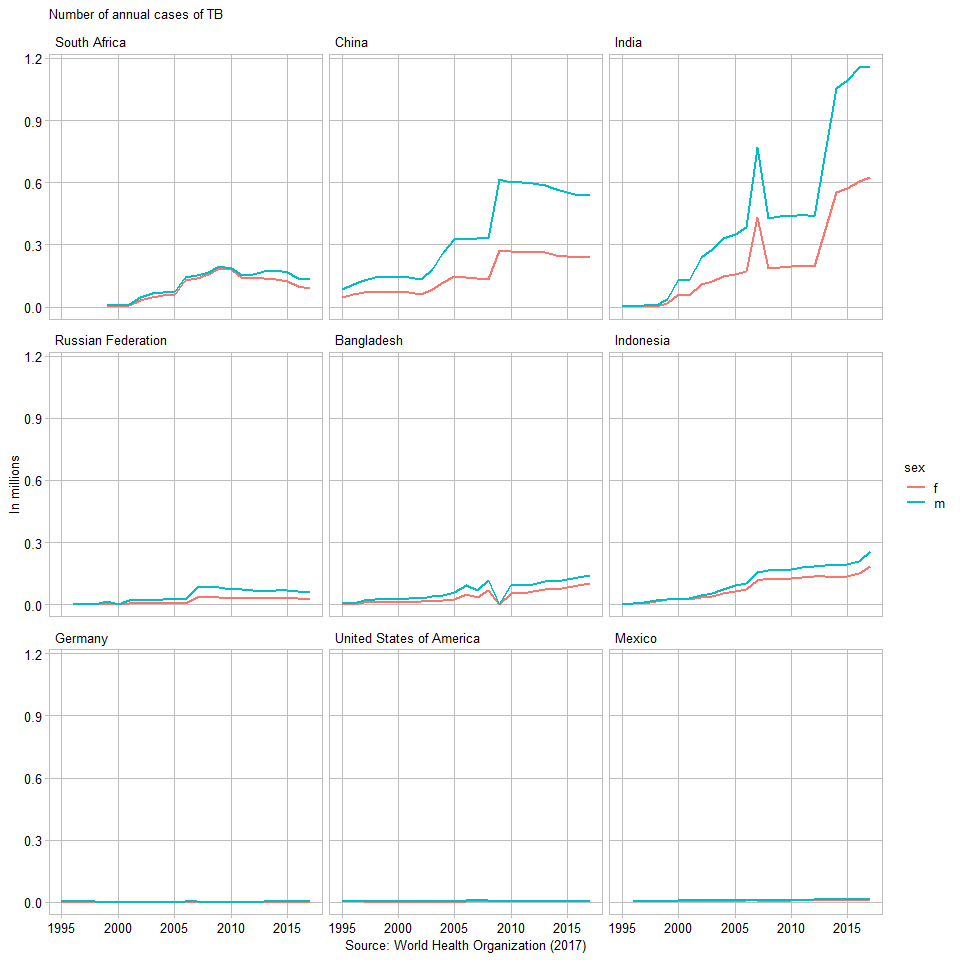 Number of annual cases of TB
South Africa
China
India
1.2
0.9
0.6
0.3
0.0
Russian Federation
Bangladesh
Indonesia
1.2
0.9
0.6
0.3
0.0
In millions
sex
f
m
Germany
United States of America
Mexico
1.2
0.9
0.6
0.3
0.0
1995 2000 2005 2010 2015 1995 2000 2005 2010 2015 1995 2000 2005 2010 2015
Source: World Health Organization (2017)